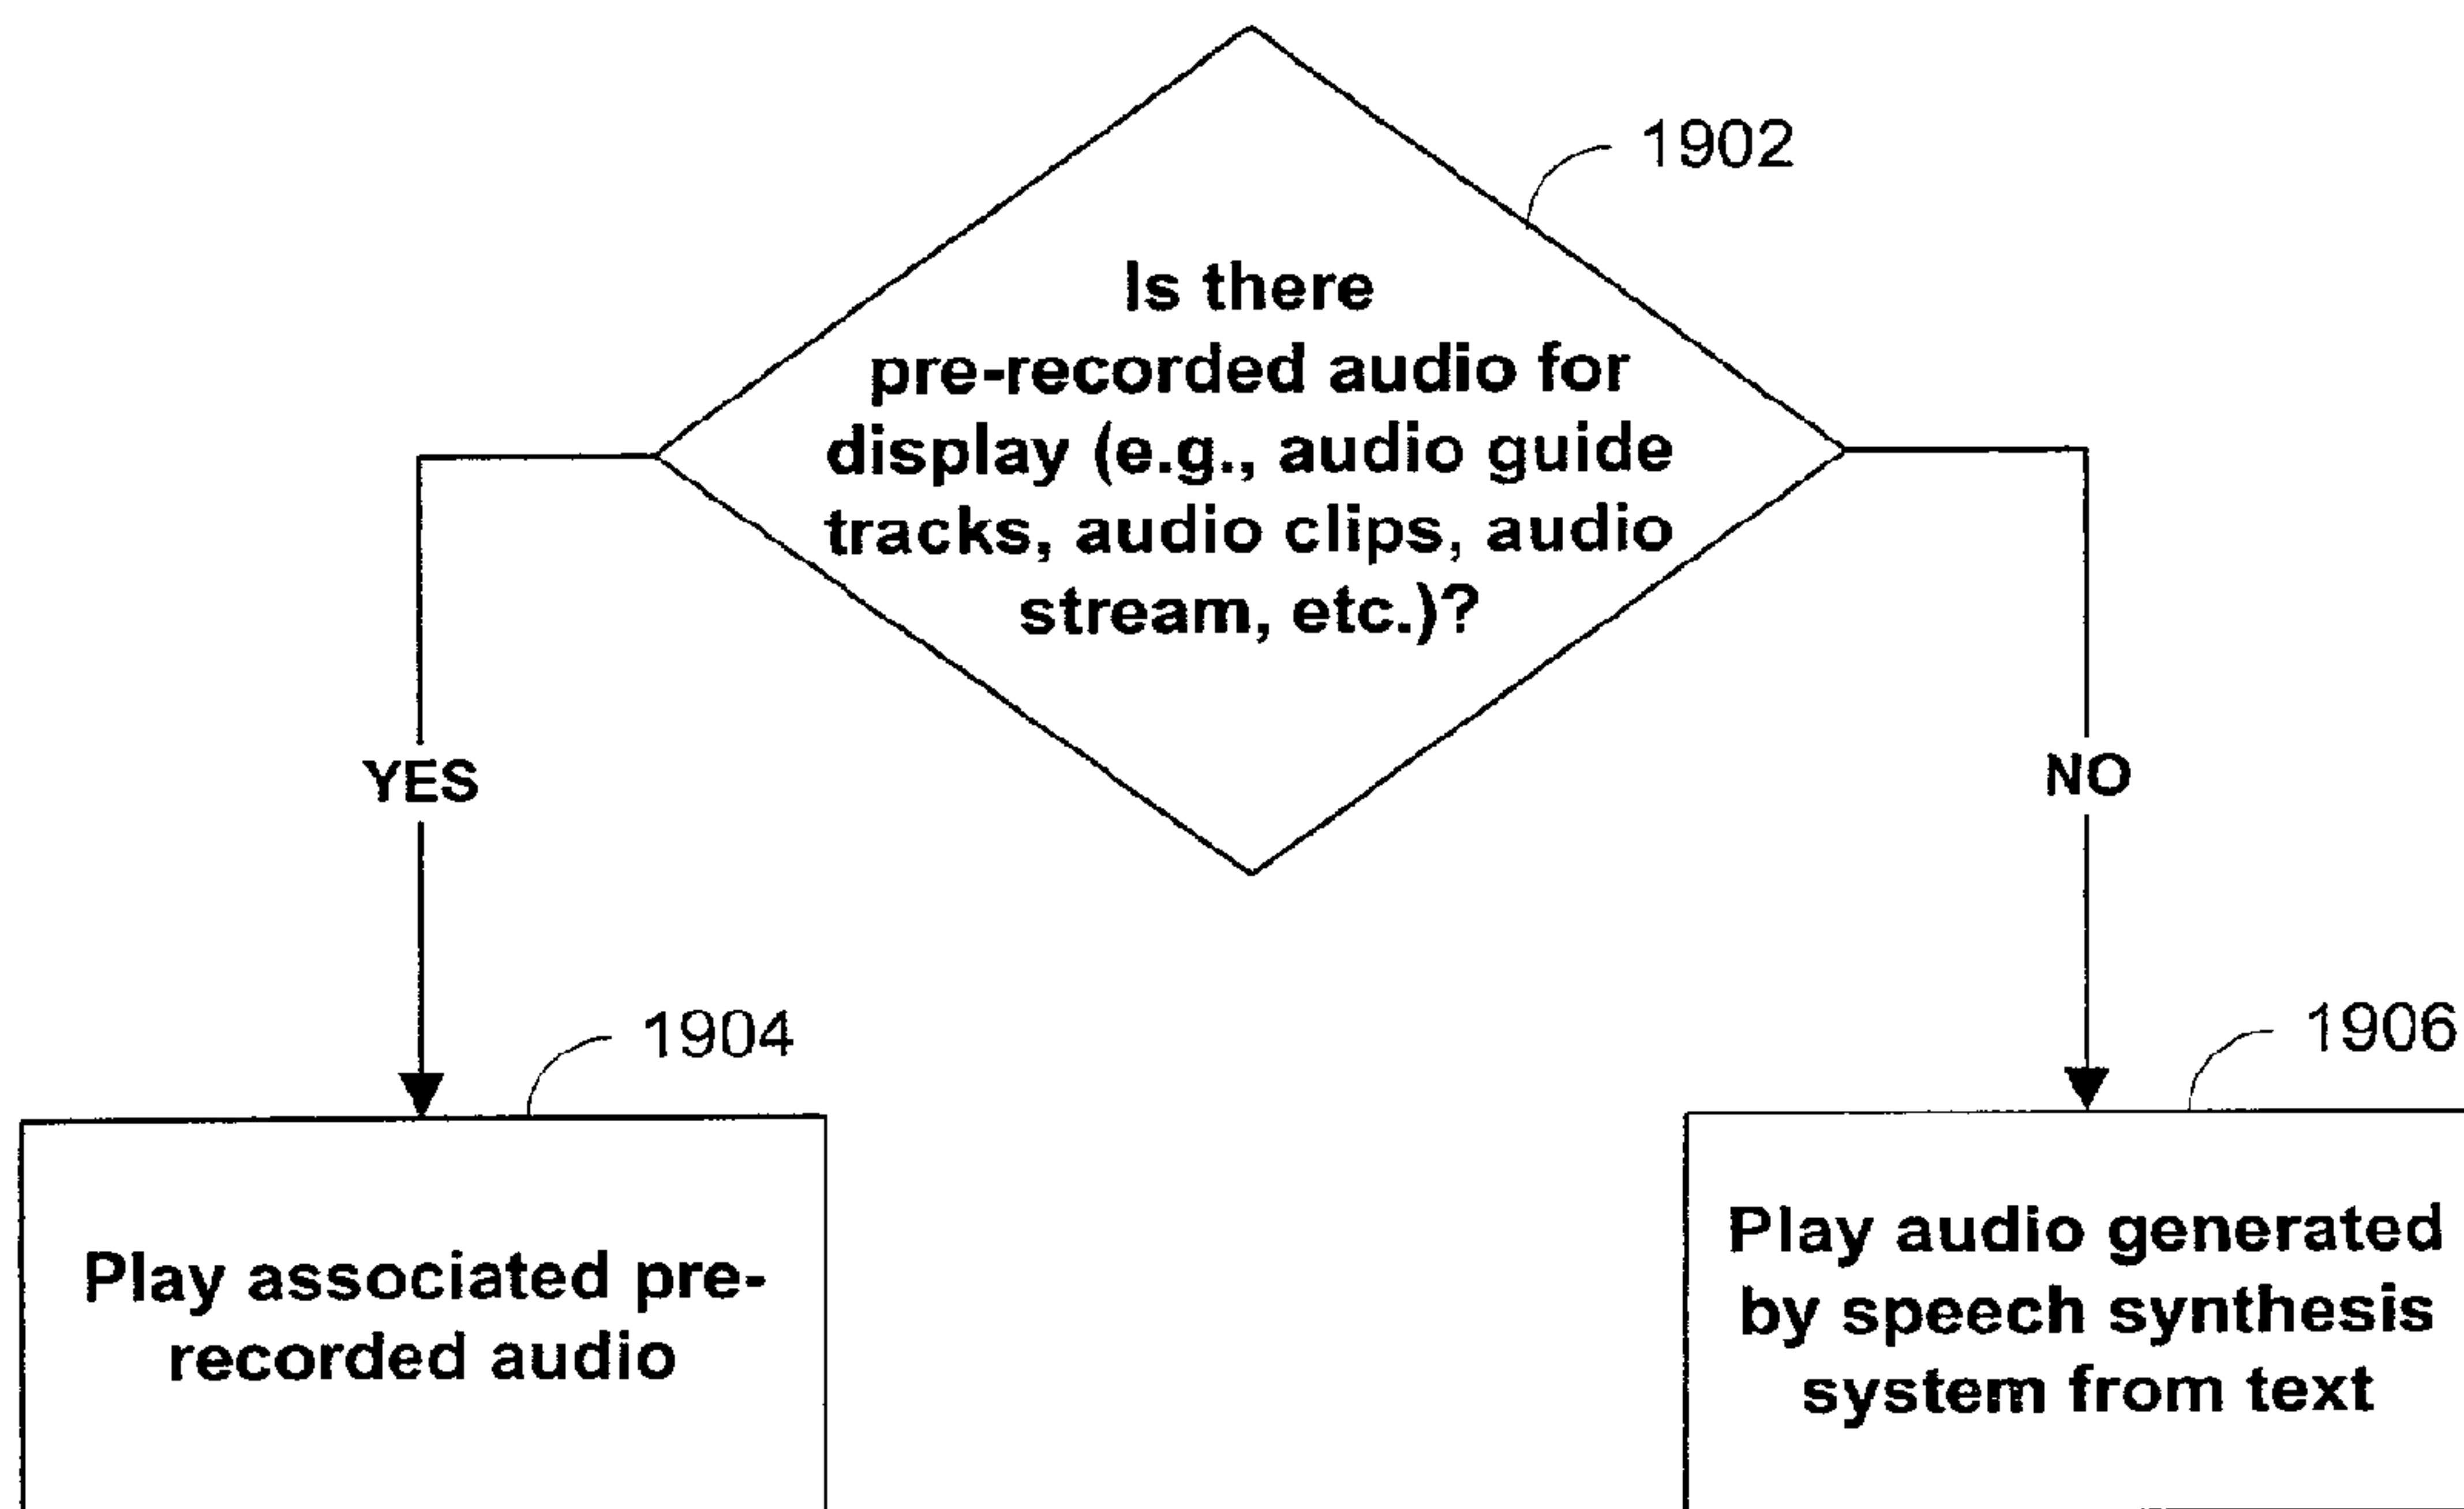 1902
Is there
pre-recorded audio for
display (e.g., audio guide
tracks, audio clips, audio
stream, etc.)?
YES
NO
1904
1906
Play associated pre-
recorded audio
Play audio generated
by speech synthesis
system from text